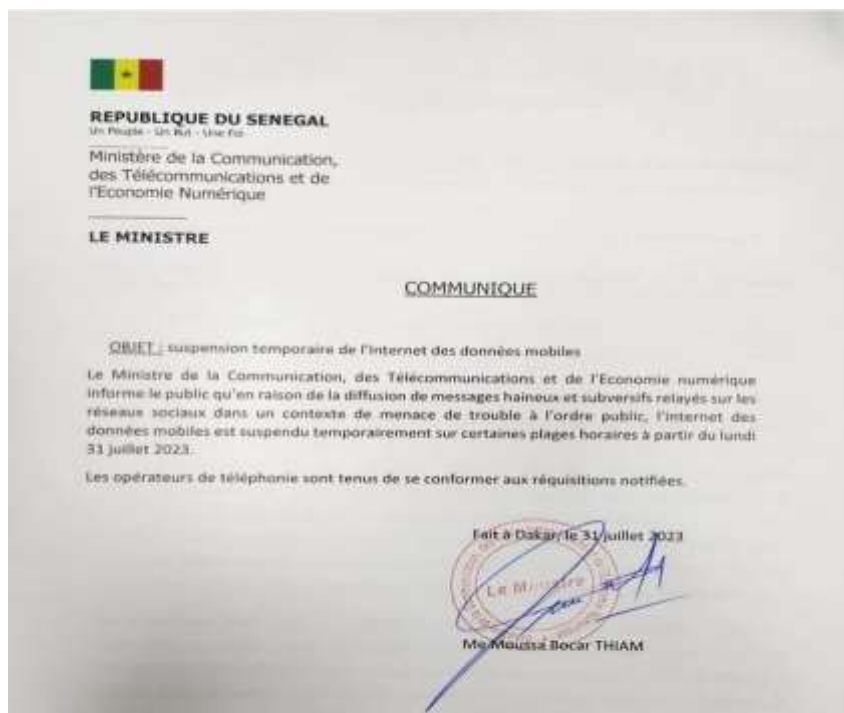 REPUBLIQUE DU SENEGAL
Un Peuple - Un But - Une Foi
Ministère de la Communication,
des Télécommunications et de
l'Economie Numérique
LE MINISTRE
COMMUNIQUE
OBJET : suspension temporaire de l'Internet des données mobiles
Le Ministre de la Communication, des Télécommunications et de l'Economie numérique
informe le public qu'en raison de la diffusion de messages haineux et subversifs relayés sur les
réseaux sociaux dans un contexte de menace de trouble à l'ordre public, l'internet des
données mobiles est suspendu temporairement sur certaines plages horaires à partir du lundi
31 juillet 2023.
Les opérateurs de téléphonie sont tenus de se conformer aux réquisitions notifiées.
Fait à Dakar, le 31 juillet 2023
Le Ministre
Me Moussa Bocar THIAM